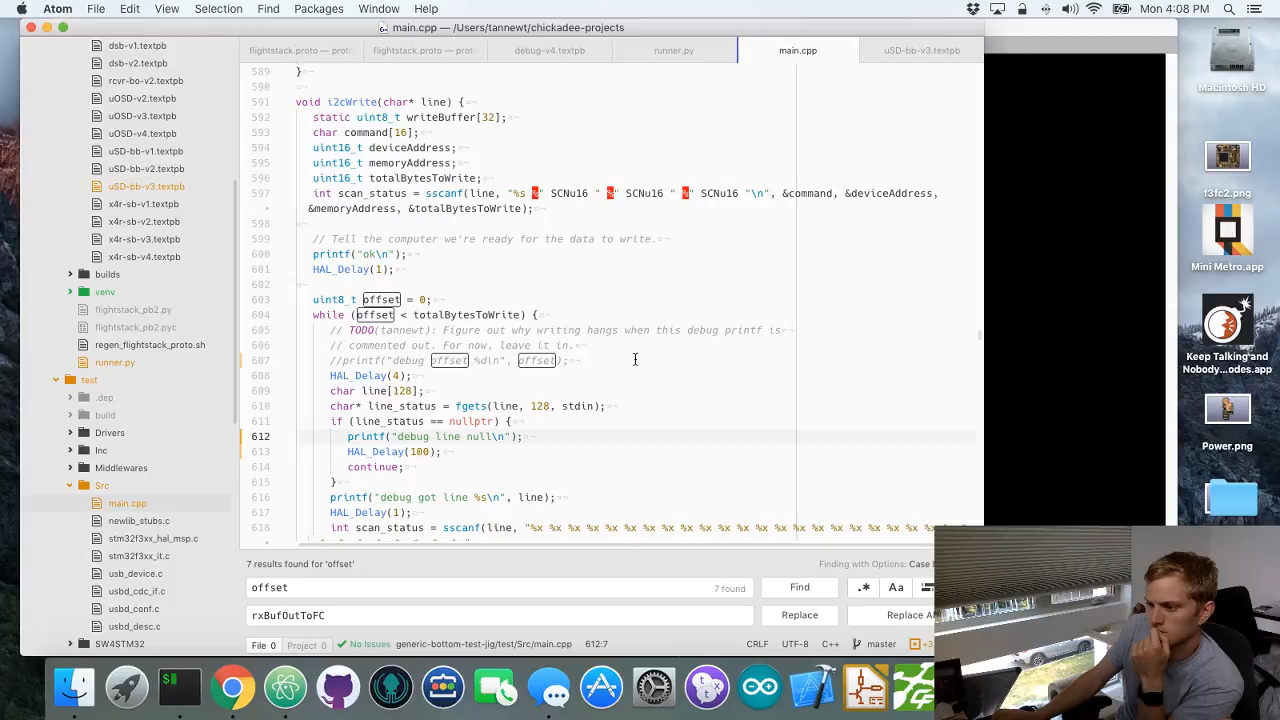 Atom File Edit View Selection Find Packages Window Help Mon 4:08 PM
main.cpp — /Users/tannewt/chickadee-projects
flightstack.proto — proto flightstack.proto — prot debug-v4.textpb runner.py main.cpp uSD-bb-v3.textpb
dsb-v1.textpb
dsb-v2.textpb
rcvr-bo-v2.textpb
uOSD-v2.textpb
uOSD-v3.textpb
uOSD-v4.textpb
uSD-bb-v1.textpb
uSD-bb-v2.textpb
uSD-bb-v3.textpb
x4r-sb-v1.textpb
x4r-sb-v2.textpb
x4r-sb-v3.textpb
x4r-sb-v4.textpb
builds
venv
flightstack_pb2.py
flightstack_pb2.pyc
regen_flightstack_proto.sh
runner.py
test
.dep
build
Drivers
Inc
Middlewares
Src
main.cpp
newlib_stubs.c
stm32f3xx_hal_msp.c
stm32f3xx_it.c
usb_device.c
usbd_cdc_if.c
usbd_conf.c
usbd_desc.c
SW4STM32
589 }
590
591 void i2cWrite(char* line) {
592 static uint8_t writeBuffer[32];
593 char command[16];
594 uint16_t deviceAddress;
595 uint16_t memoryAddress;
596 uint16_t totalBytesToWrite;
597 int scan_status = sscanf(line, "%s %" SCNu16 " %" SCNu16 " %" SCNu16 "\n", &command, &deviceAddress,
&memoryAddress, &totalBytesToWrite);
598
599 // Tell the computer we're ready for the data to write.
600 printf("ok\n");
601 HAL_Delay(1);
602
603 uint8_t offset = 0;
604 while (offset < totalBytesToWrite) {
605 // TODO(tannewt): Figure out why writing hangs when this debug printf is
606 // commented out. For now, leave it in.
607 //printf("debug offset %d\n", offset);
608 HAL_Delay(4);
609 char line[128];
610 char* line_status = fgets(line, 128, stdin);
611 if (line_status == nullptr) {
612 printf("debug line null\n");
613 HAL_Delay(100);
614 continue;
615 }
616 printf("debug got line %s\n", line);
617 HAL_Delay(1);
618 int scan_status = sscanf(line, "%x %x %x %x %x %x %x %x %x %x %x %x %x %x %x %x
7 results found for 'offset' Finding with Options: Case
offset 7 found Find .* Aa
rxBufOutToFC Replace Replace
File 0 Project 0 No Issues generic-bottom-test-jig/test/Src/main.cpp 612:7 CRLF UTF-8 C++ master
Macintosh HD
t3fc2.png
Mini Metro.app
Keep Talking and
Nobody...odes.app
Power.png